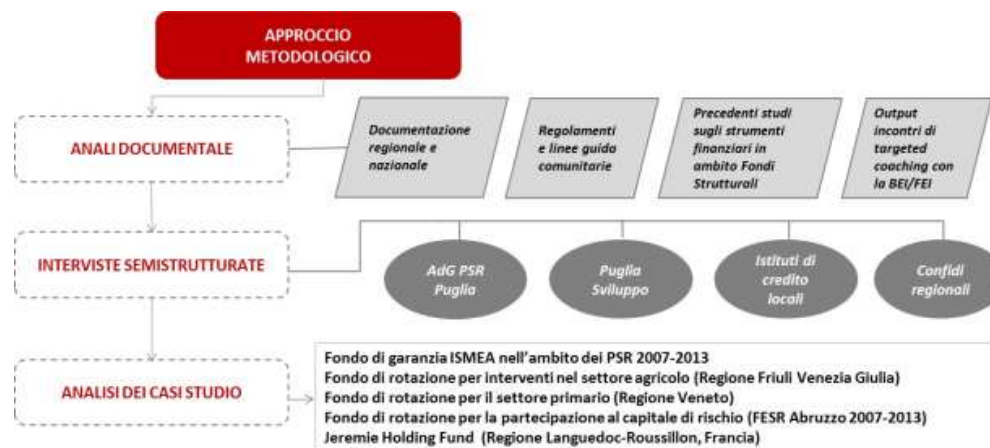 APPROCCIO
METODOLOGICO
ANALI DOCUMENTALE
Documentazione
regionale e
nazionale
Regolamenti
e linee guida
comunitarie
Precedenti studi
sugli strumenti
finanziari in
ambito Fondi
Strutturali
Output
incontri di
targeted
coaching con
la BEI/FEI
INTERVISTE SEMISTRUTTURATE
AdG PSR
Puglia
Puglia
Sviluppo
Istituti di
credito
locali
Confidi
regionali
ANALISI DEI CASI STUDIO
Fondo di garanzia ISMEA nell'ambito dei PSR 2007-2013
Fondo di rotazione per interventi nel settore agricolo (Regione Friuli Venezia Giulia)
Fondo di rotazione per il settore primario (Regione Veneto)
Fondo di rotazione per la partecipazione al capitale di rischio (FESR Abruzzo 2007-2013)
Jeremie Holding Fund (Regione Languedoc-Roussillon, Francia)